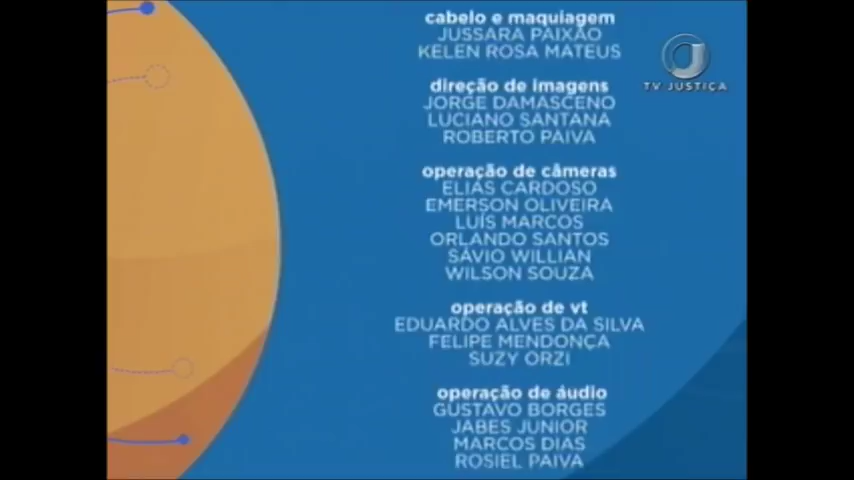 cabelo e maquiagem
JUSSARA PAIXÃO
KELEN ROSA MATEUS
TV JUSTIÇA
direção de imagens
JORGE DAMASCENO
LUCIANO SANTANA
ROBERTO PAIVA
operação de câmeras
ELIAS CARDOSO
EMERSON OLIVEIRA
LUÍS MARCOS
ORLANDO SANTOS
SÁVIO WILLIAN
WILSON SOUZA
operação de vt
EDUARDO ALVES DA SILVA
FELIPE MENDONÇA
SUZY ORZI
operação de áudio
GUSTAVO BORGES
JABES JUNIOR
MARCOS DIAS
ROSIEL PAIVA